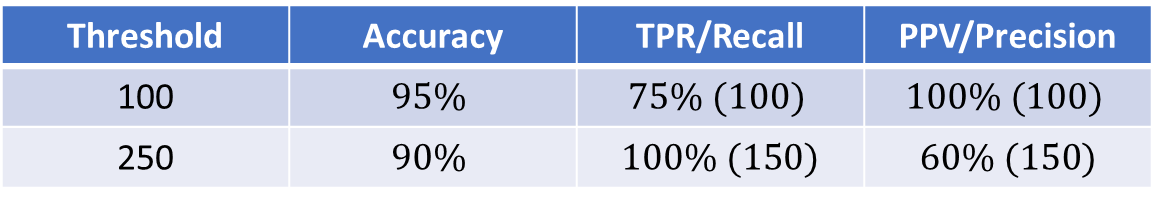 Threshold Accuracy TPR/Recall PPV/Precision
100 95% 75% (100) 100% (100)
250 90% 100% (150) 60% (150)